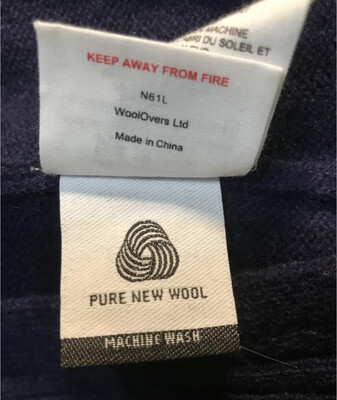 MACHINE
DU SOLEIL ET
KEEP AWAY FROM FIRE
N61L
WoolOvers Ltd
Made in China
PURE NEW WOOL
MACHINE WASH